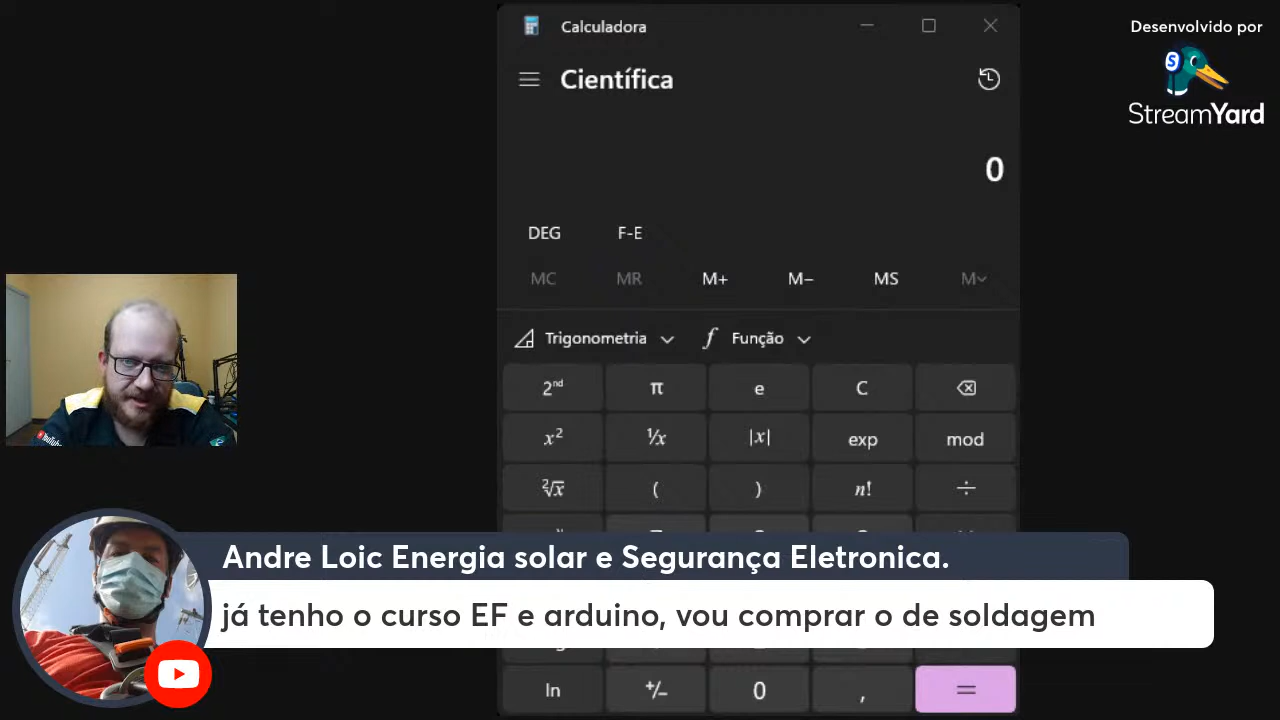 Calculadora
Desenvolvido por
StreamYard
Científica
0
DEG F-E
MC MR M+ M− MS M
Trigonometria f Função
2nd π e C
x² ¹/x |x| exp mod
²√x ( ) n! ÷
Andre Loic Energia solar e Segurança Eletronica.
já tenho o curso EF e arduino, vou comprar o de soldagem
ln +/− 0 , =